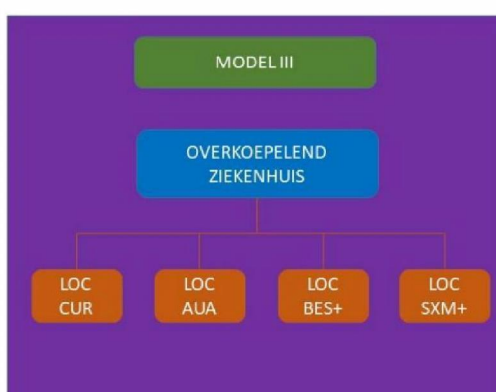 MODEL III
OVERKOEPELEND
ZIEKENHUIS
LOC
CUR
LOC
AUA
LOC
BES+
LOC
SXM+